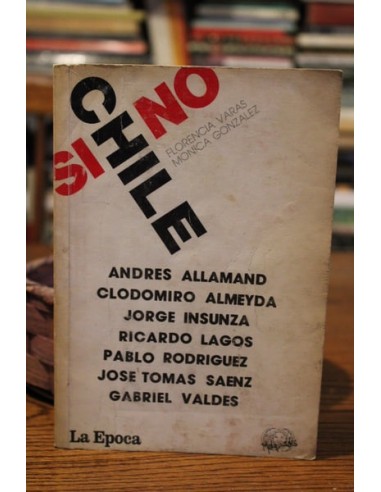 CHILE
SI
NO
FLORENCIA VARAS
MONICA GONZALEZ
ANDRES ALLAMAND
CLODOMIRO ALMEYDA
JORGE INSUNZA
RICARDO LAGOS
PABLO RODRIGUEZ
JOSE TOMAS SAENZ
GABRIEL VALDES
La Epoca